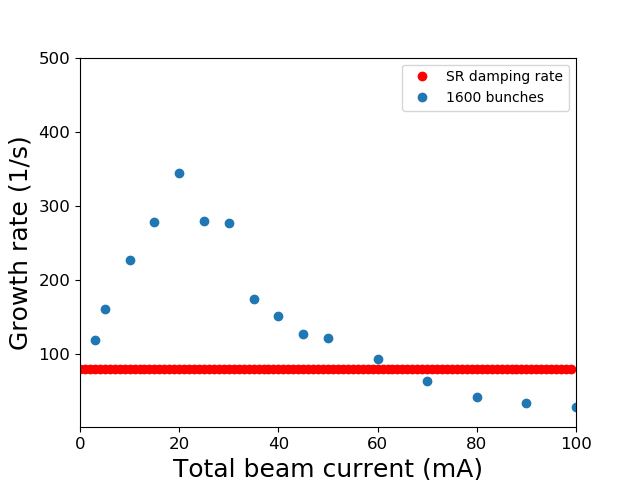 SR damping rate
1600 bunches
500
400
300
200
100
Growth rate (1/s)
0 20 40 60 80 100
Total beam current (mA)